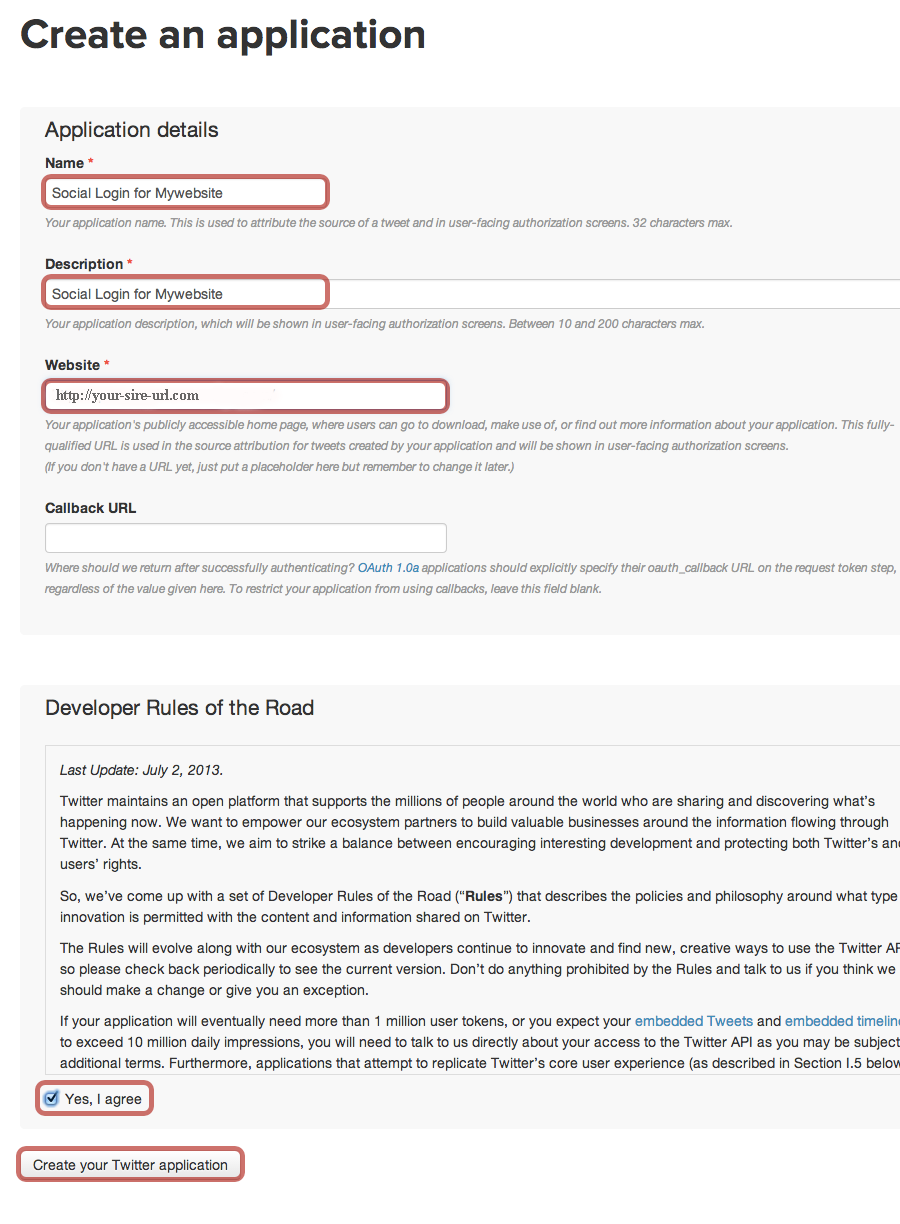 Create an application
Application details
Name *
Social Login for Mywebsite
Your application name. This is used to attribute the source of a tweet and in user-facing authorization screens. 32 characters max.
Description *
Social Login for Mywebsite
Your application description, which will be shown in user-facing authorization screens. Between 10 and 200 characters max.
Website *
http://your-sire-url.com
Your application's publicly accessible home page, where users can go to download, make use of, or find out more information about your application. This fully-
qualified URL is used in the source attribution for tweets created by your application and will be shown in user-facing authorization screens.
(If you don't have a URL yet, just put a placeholder here but remember to change it later.)
Callback URL
Where should we return after successfully authenticating? OAuth 1.0a applications should explicitly specify their oauth_callback URL on the request token step,
regardless of the value given here. To restrict your application from using callbacks, leave this field blank.
Developer Rules of the Road
Last Update: July 2, 2013.
Twitter maintains an open platform that supports the millions of people around the world who are sharing and discovering what's
happening now. We want to empower our ecosystem partners to build valuable businesses around the information flowing through
Twitter. At the same time, we aim to strike a balance between encouraging interesting development and protecting both Twitter's an
users' rights.
So, we've come up with a set of Developer Rules of the Road (“Rules”) that describes the policies and philosophy around what type
innovation is permitted with the content and information shared on Twitter.
The Rules will evolve along with our ecosystem as developers continue to innovate and find new, creative ways to use the Twitter AP
so please check back periodically to see the current version. Don't do anything prohibited by the Rules and talk to us if you think we
should make a change or give you an exception.
If your application will eventually need more than 1 million user tokens, or you expect your embedded Tweets and embedded timeline
to exceed 10 million daily impressions, you will need to talk to us directly about your access to the Twitter API as you may be subject
additional terms. Furthermore, applications that attempt to replicate Twitter's core user experience (as described in Section I.5 below
Yes, I agree
Create your Twitter application